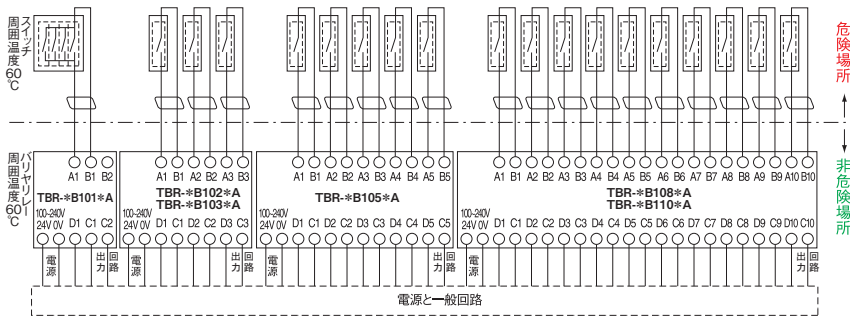 スイッチ
周囲温度60℃
危険場所
非危険場所
バリヤリレー
周囲温度60℃
A1 B1 B2
TBR-*B101*A
100-240V
24V 0V D1 C1 C2
電源
出力
回路
A1 B1 A2 B2 A3 B3
TBR-*B102*A
TBR-*B103*A
100-240V
24V 0V D1 C1 D2 C2 D3 C3
電源
出力
回路
A1 B1 A2 B2 A3 B3 A4 B4 A5 B5
TBR-*B105*A
100-240V
24V 0V D1 C1 D2 C2 D3 C3 D4 C4 D5 C5
電源
出力
回路
A1 B1 A2 B2 A3 B3 A4 B4 A5 B5 A6 B6 A7 B7 A8 B8 A9 B9 A10 B10
TBR-*B108*A
TBR-*B110*A
100-240V
24V 0V D1 C1 D2 C2 D3 C3 D4 C4 D5 C5 D6 C6 D7 C7 D8 C8 D9 C9 D10 C10
電源
出力
回路
電源と一般回路